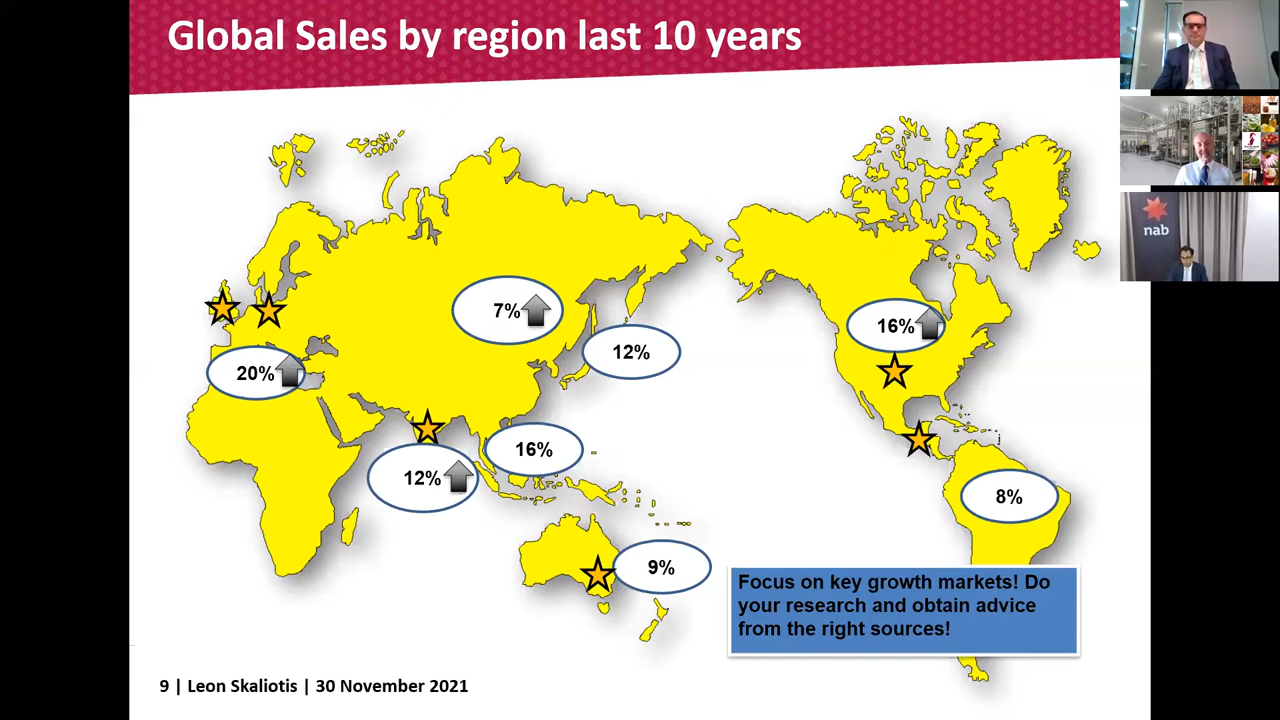 Global Sales by region last 10 years
7%
12%
16%
20%
16%
12%
8%
9%
Focus on key growth markets! Do
your research and obtain advice
from the right sources!
9 | Leon Skaliotis | 30 November 2021
nab